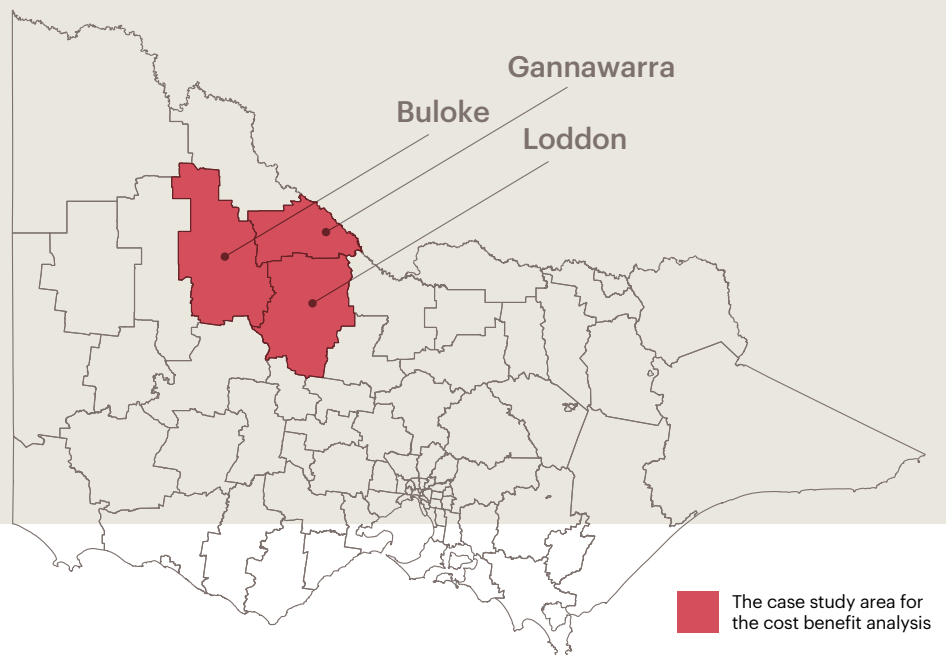 Gannawarra
Buloke
Loddon
The case study area for
the cost benefit analysis